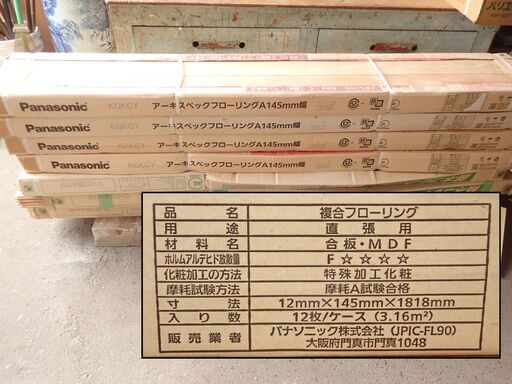 Panasonic KGKCY アーキスペックフローリングA145mm幅
Panasonic KGKCY アーキスペックフローリングA145mm幅
Panasonic KGKCY アーキスペックフローリングA145mm幅
Panasonic KGKCY アーキスペックフローリングA145mm幅
品名 複合フローリング
用途 直張用
材料名 合板・MDF
ホルムアルデヒド放散量 F☆☆☆☆
化粧加工の方法 特殊加工化粧
摩耗試験方法 摩耗A試験合格
寸法 12mm×145mm×1818mm
入り数 12枚/ケース（3.16m²）
販売業者 パナソニック株式会社（JPIC-FL90）
大阪府門真市門真1048